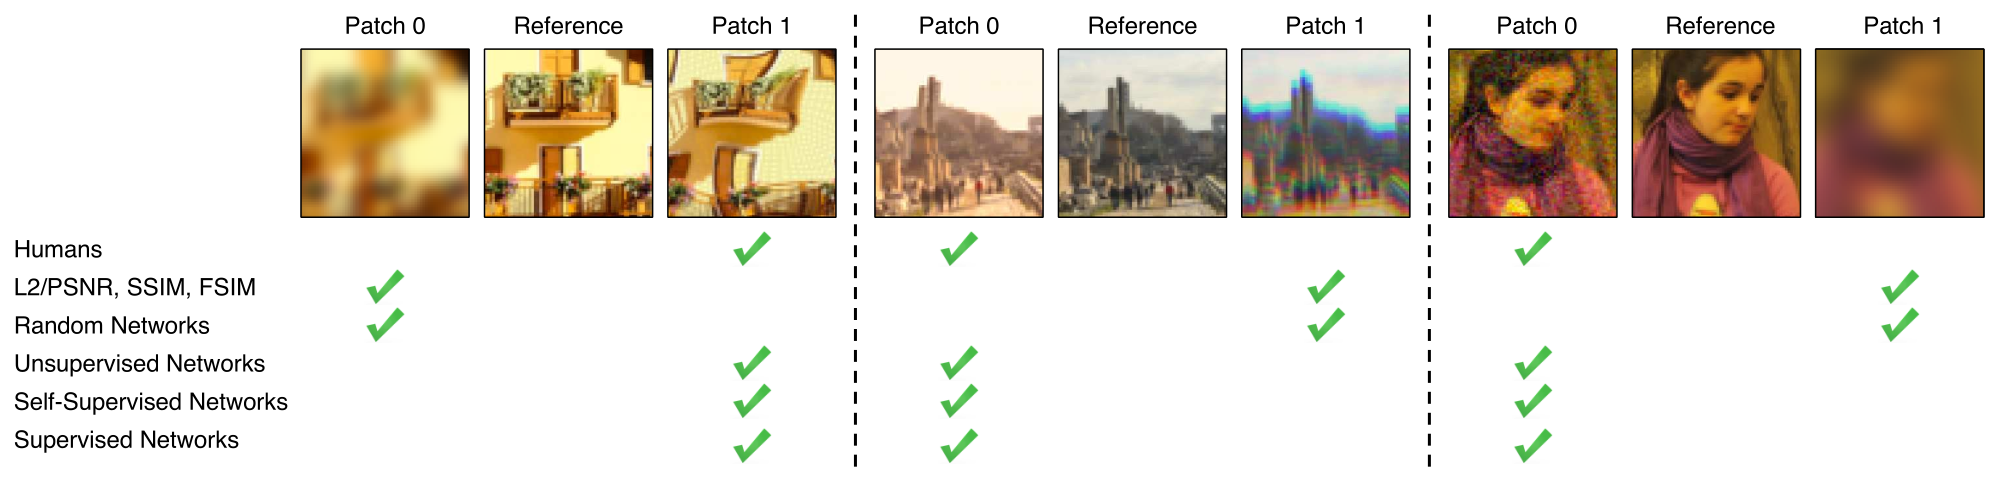 Patch 0 Reference Patch 1 Patch 0 Reference Patch 1 Patch 0 Reference Patch 1
Humans
L2/PSNR, SSIM, FSIM
Random Networks
Unsupervised Networks
Self-Supervised Networks
Supervised Networks